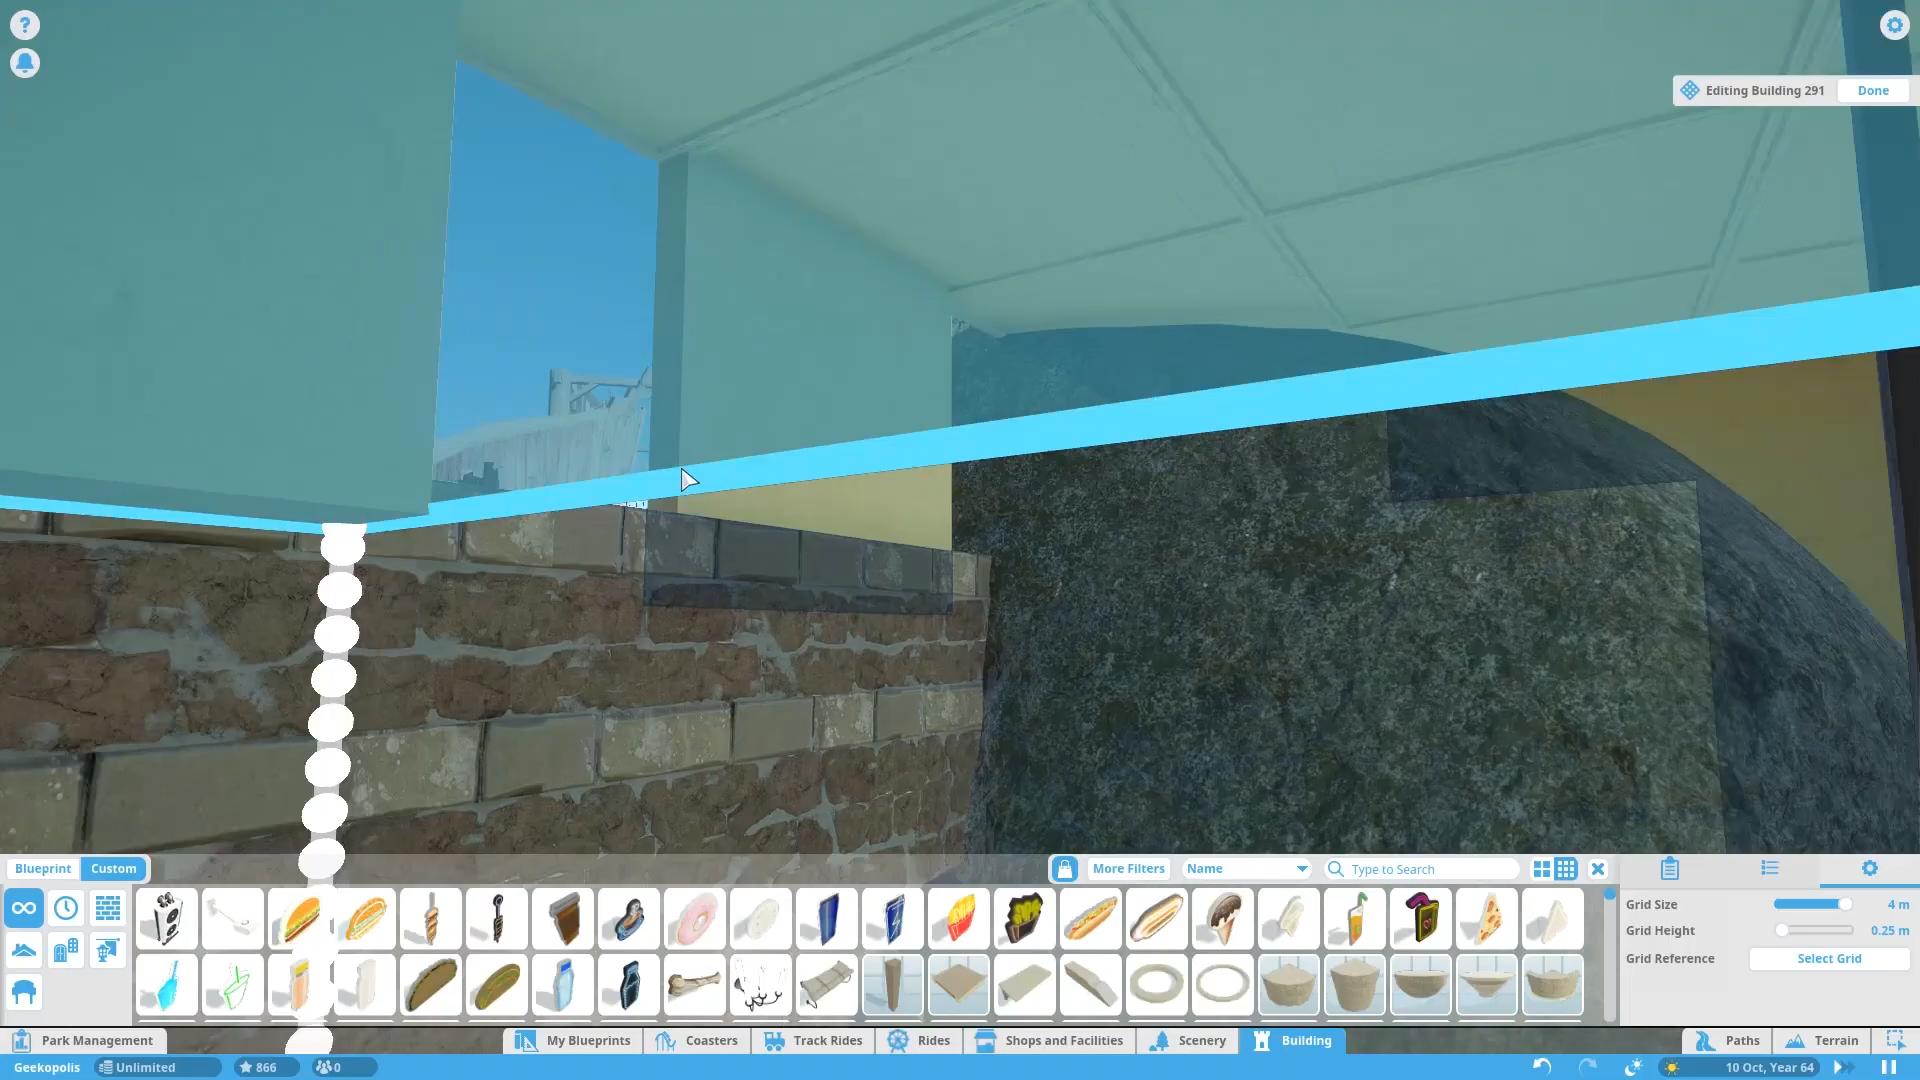 ?
Editing Building 291 Done
Blueprint Custom
More Filters Name Type to Search
Grid Size 4 m
Grid Height 0.25 m
Grid Reference Select Grid
Park Management My Blueprints Coasters Track Rides Rides Shops and Facilities Scenery Building Paths Terrain
Geekopolis Unlimited 866 0 10 Oct, Year 64